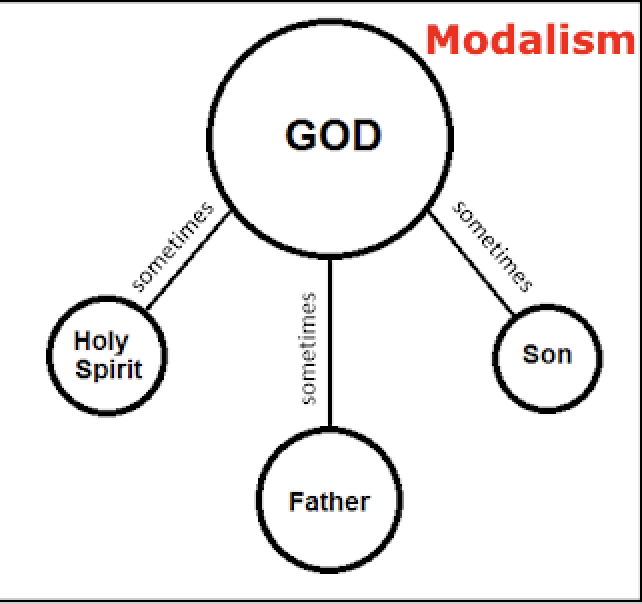 Modalism
GOD
sometimes
sometimes
sometimes
Holy
Spirit
Son
Father